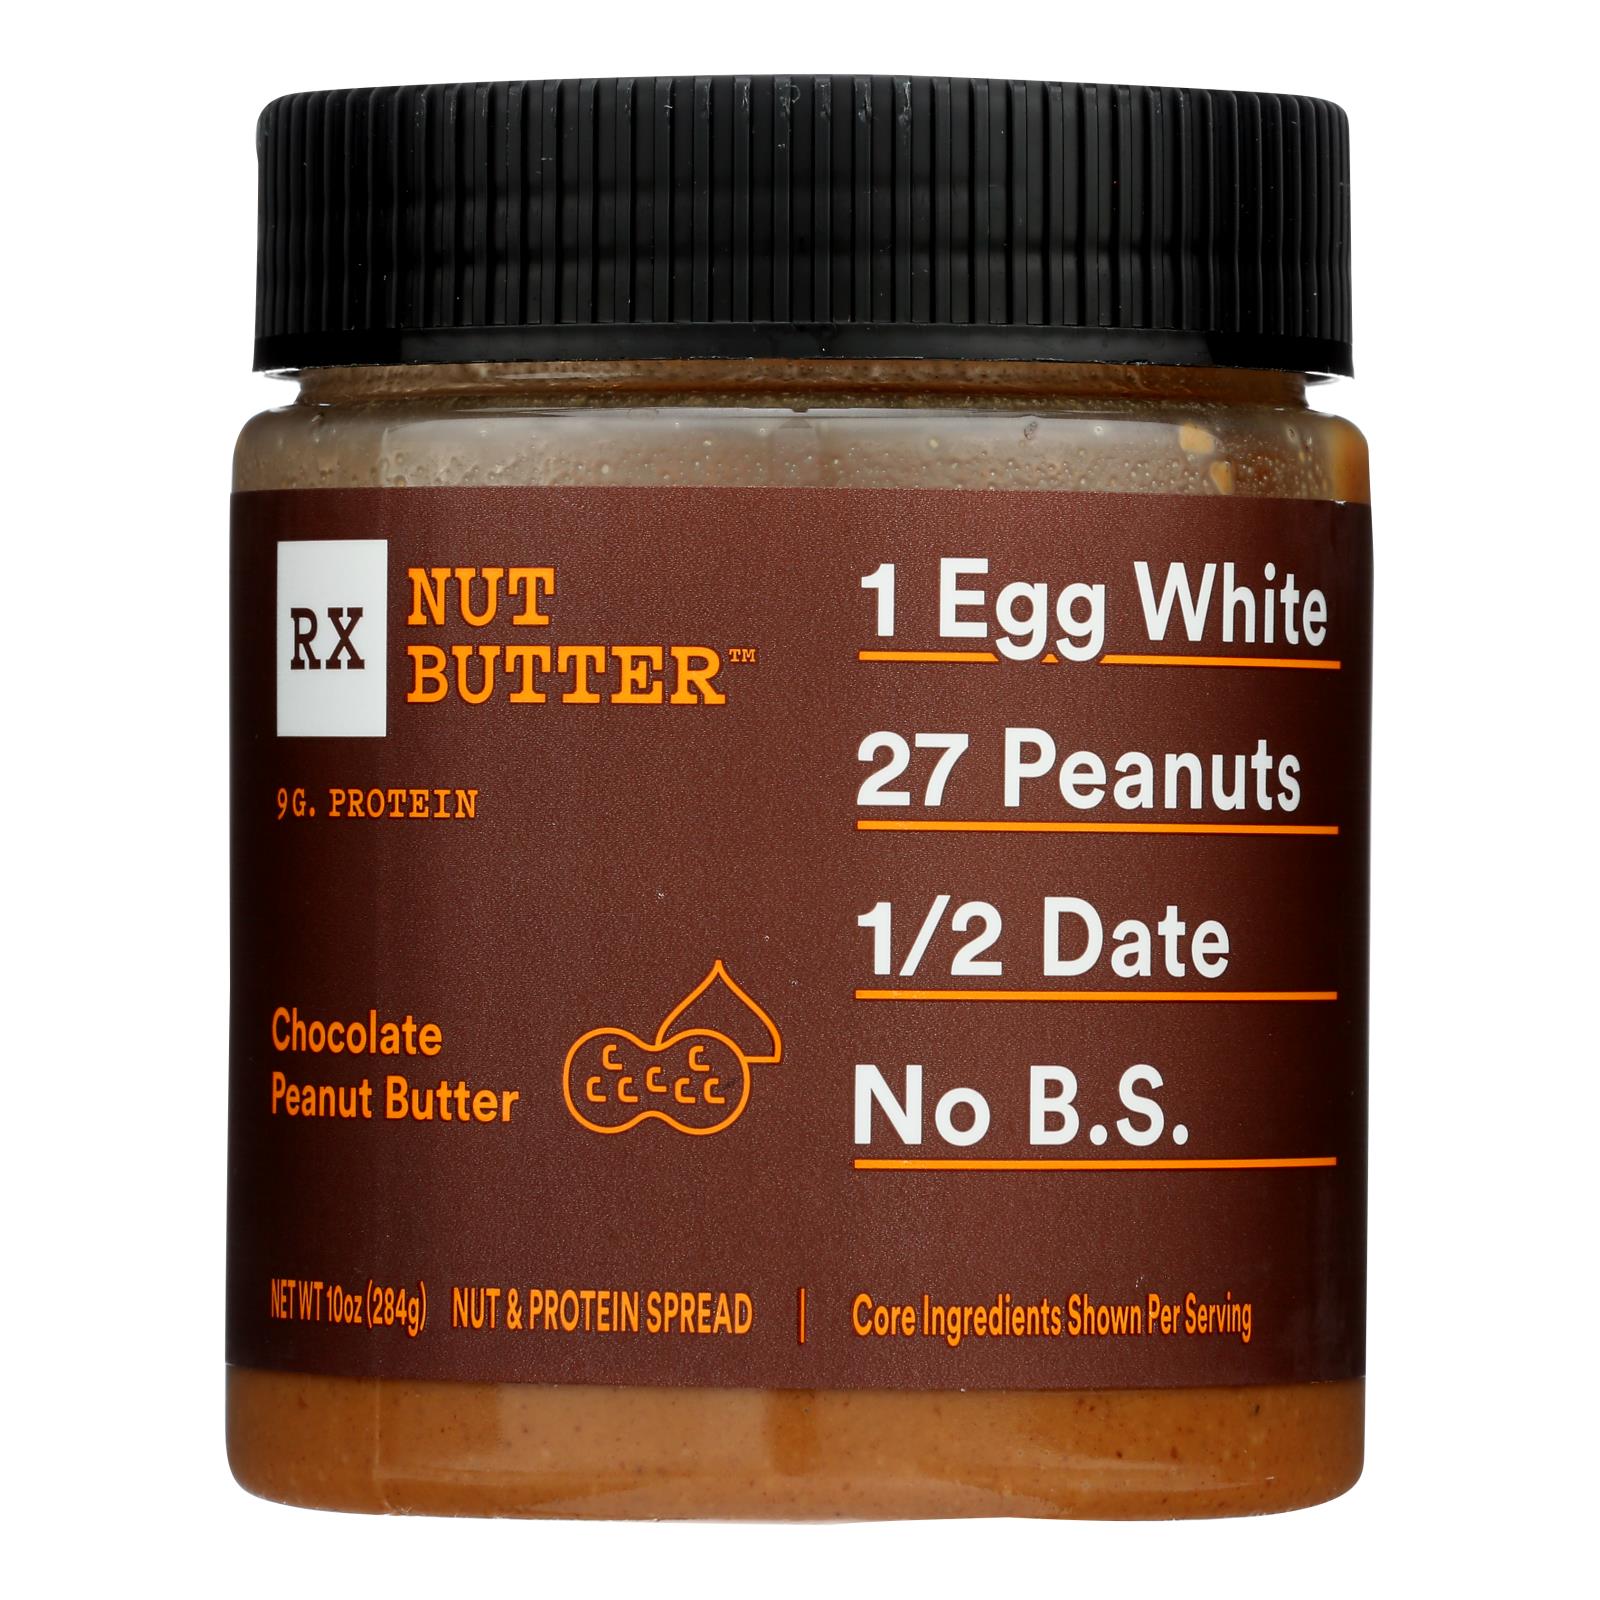 RX
NUT
BUTTER™
9G. PROTEIN
Chocolate
Peanut Butter
C C
C C C C C
1 Egg White
27 Peanuts
1/2 Date
No B.S.
NET WT 10oz (284g) NUT & PROTEIN SPREAD | Core Ingredients Shown Per Serving